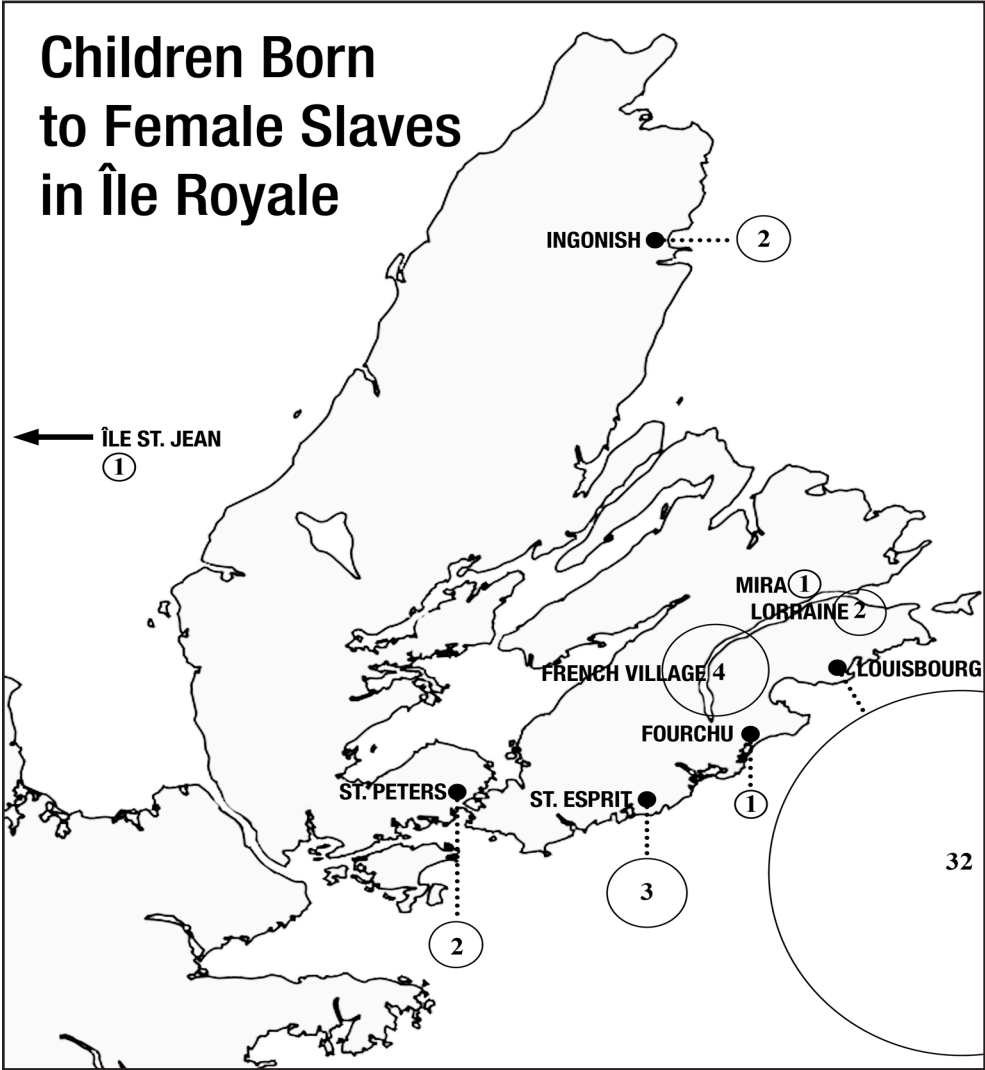 Children Born
to Female Slaves
in Île Royale
INGONISH 2
ÎLE ST. JEAN
1
MIRA 1
LORRAINE 2
FRENCH VILLAGE 4
LOUISBOURG
32
FOURCHU
1
ST. PETERS
2
ST. ESPRIT
3